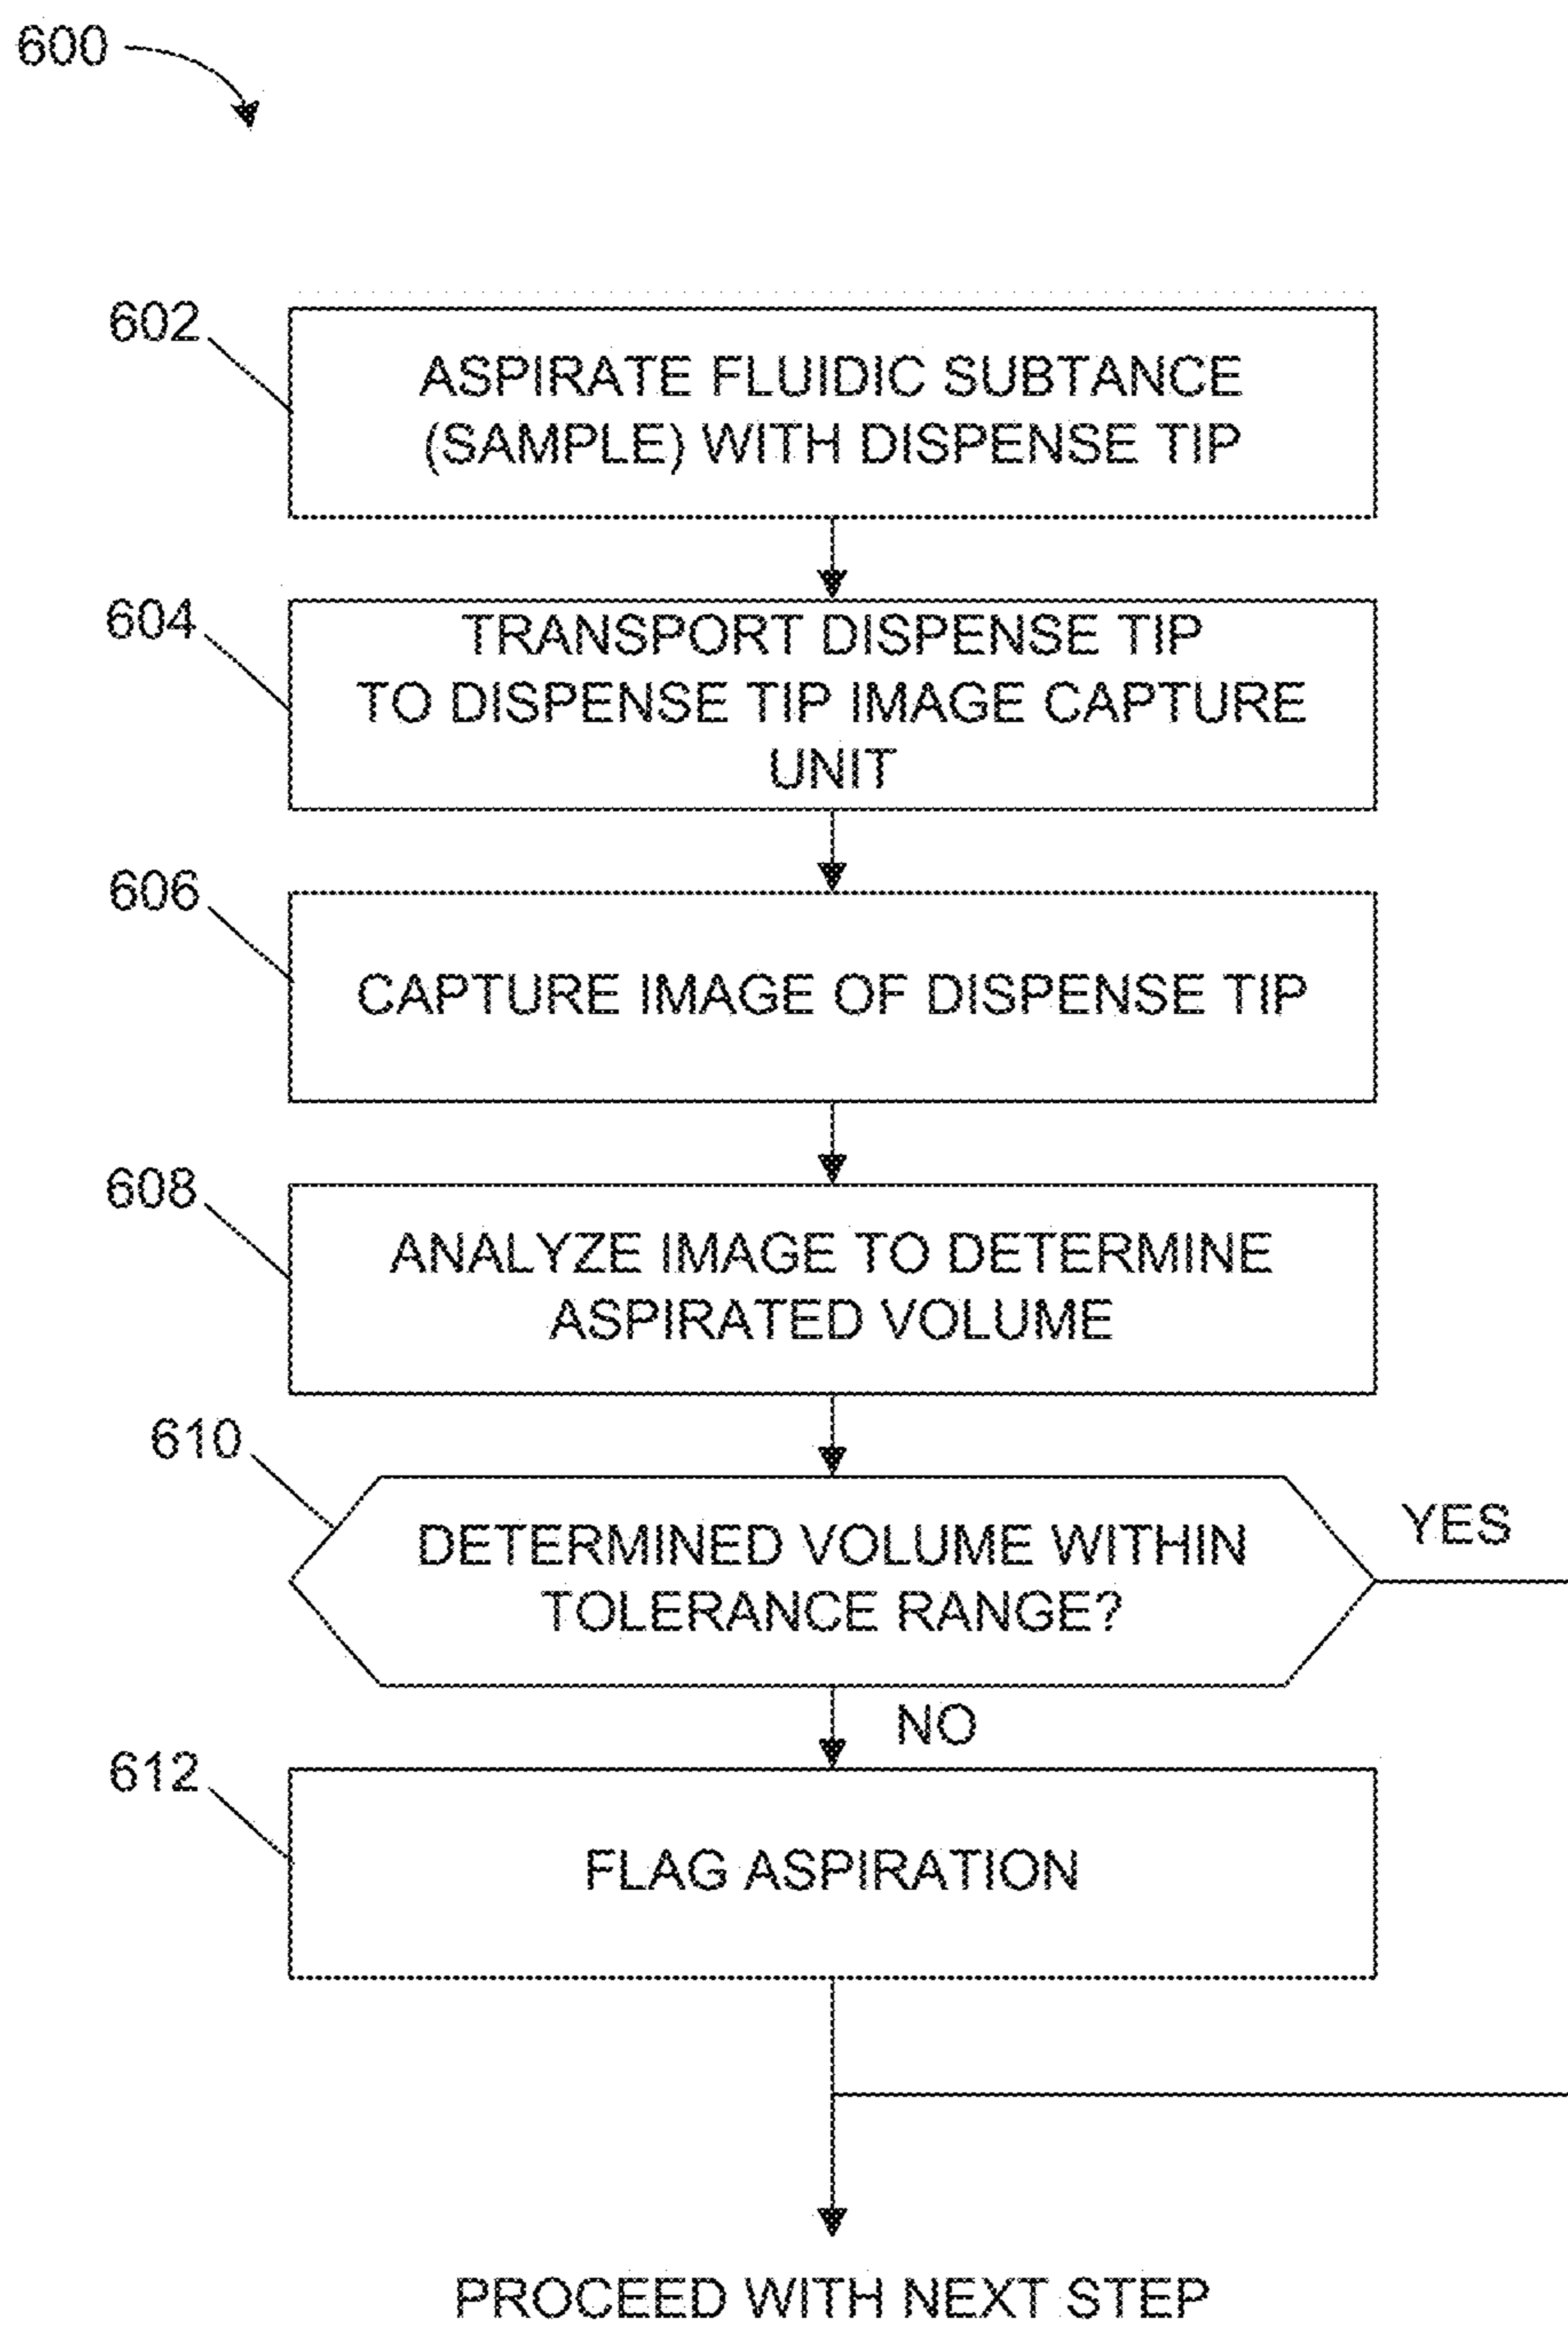 600
602
ASPIRATE FLUIDIC SUBTANCE
(SAMPLE) WITH DISPENSE TIP
604
TRANSPORT DISPENSE TIP
TO DISPENSE TIP IMAGE CAPTURE
UNIT
606
CAPTURE IMAGE OF DISPENSE TIP
608
ANALYZE IMAGE TO DETERMINE
ASPIRATED VOLUME
610
DETERMINED VOLUME WITHIN
TOLERANCE RANGE?
YES
NO
612
FLAG ASPIRATION
PROCEED WITH NEXT STEP